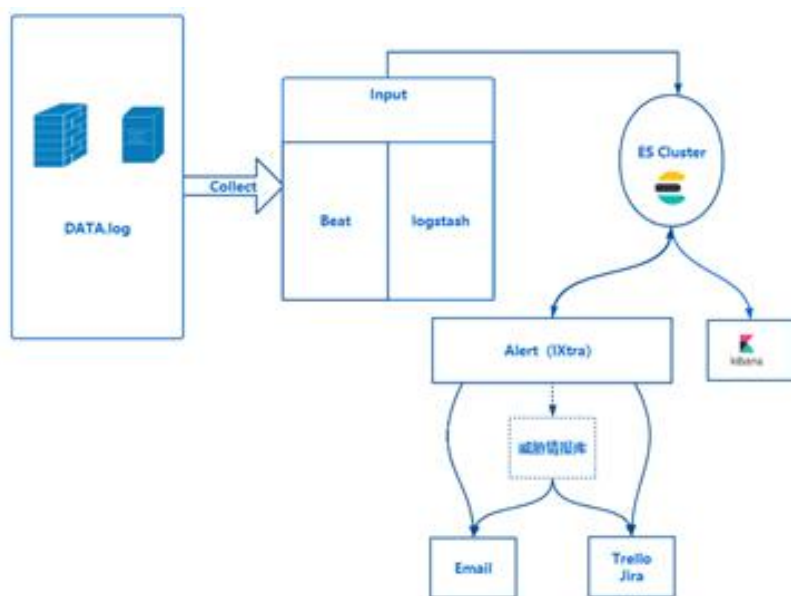 Input
ES Cluster
Collect
Beat
logstash
DATA.log
Alert（IXtra）
kibana
威胁情报库
Email
Trello
Jira